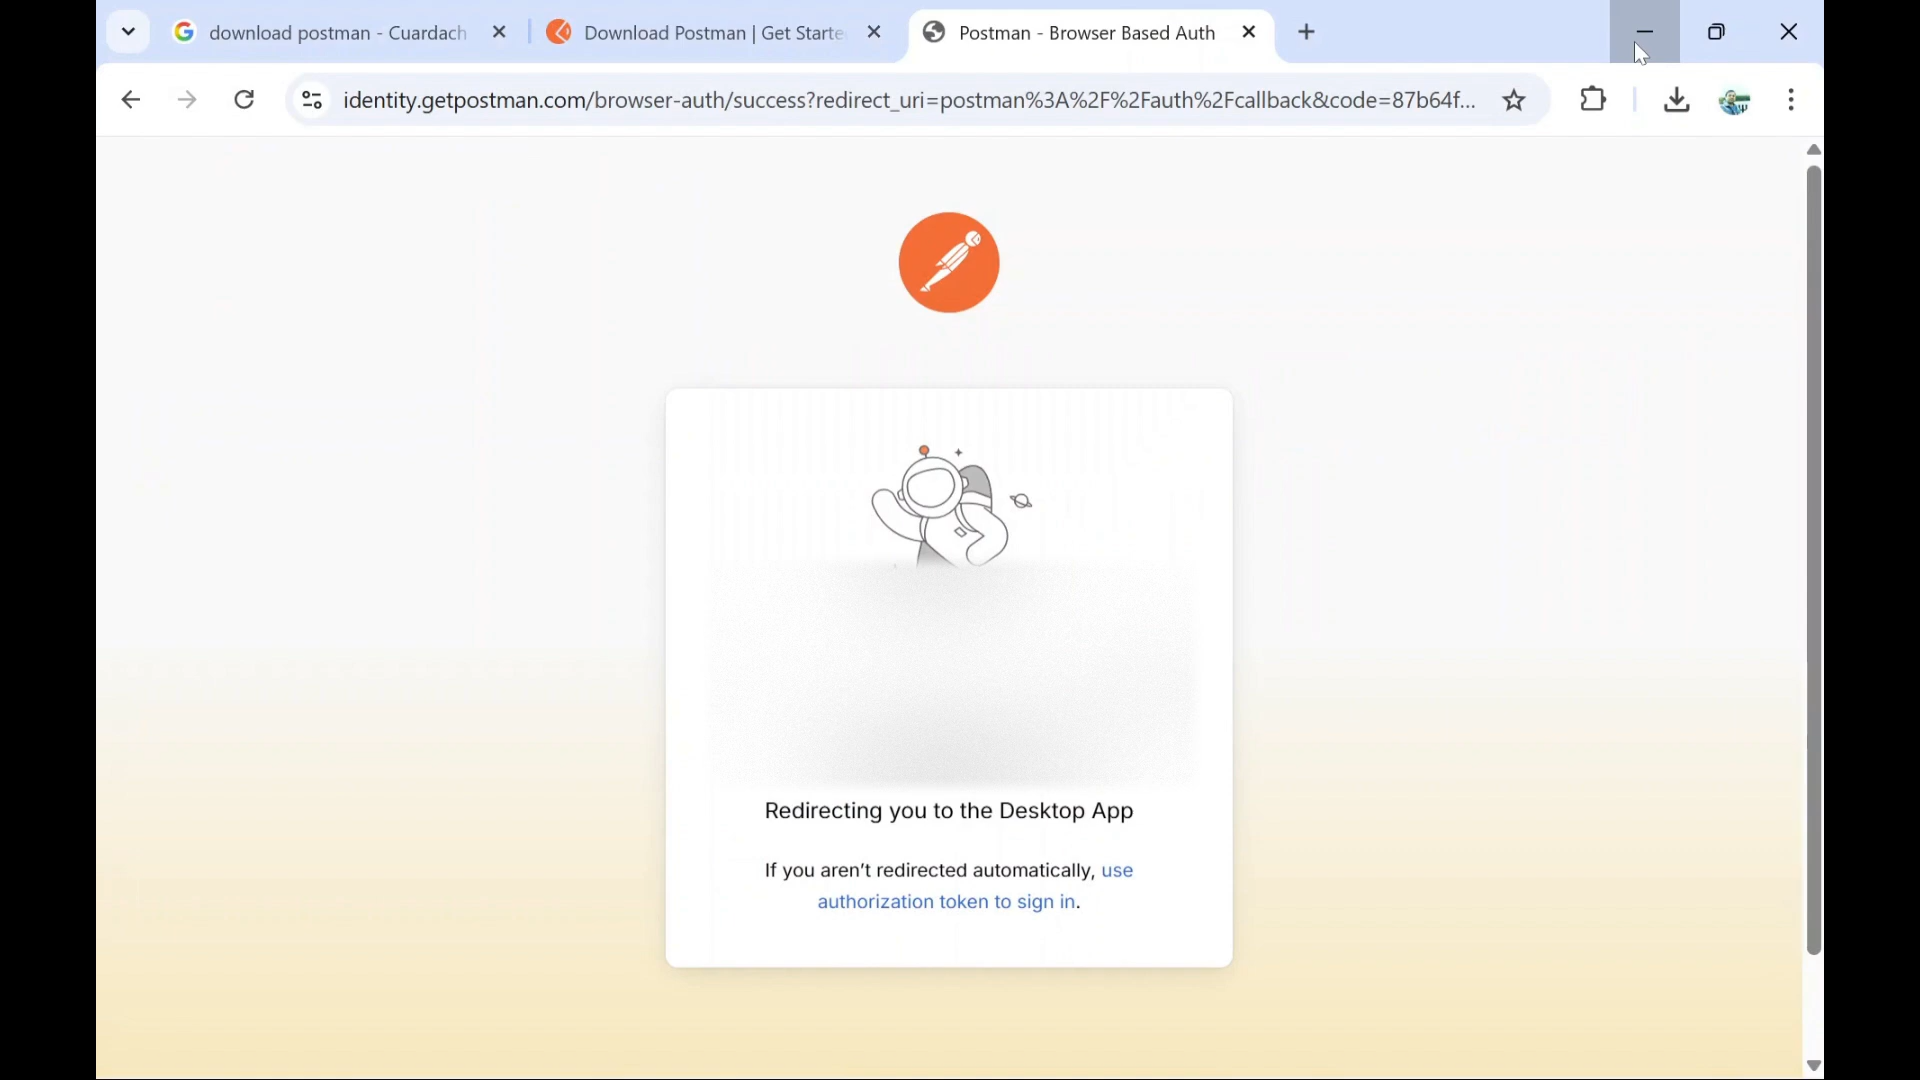 download postman - Cuardach
Download Postman | Get Starte
Postman - Browser Based Auth
identity.getpostman.com/browser-auth/success?redirect_uri=postman%3A%2F%2Fauth%2Fcallback&code=87b64f...
Redirecting you to the Desktop App
If you aren't redirected automatically, use
authorization token to sign in.